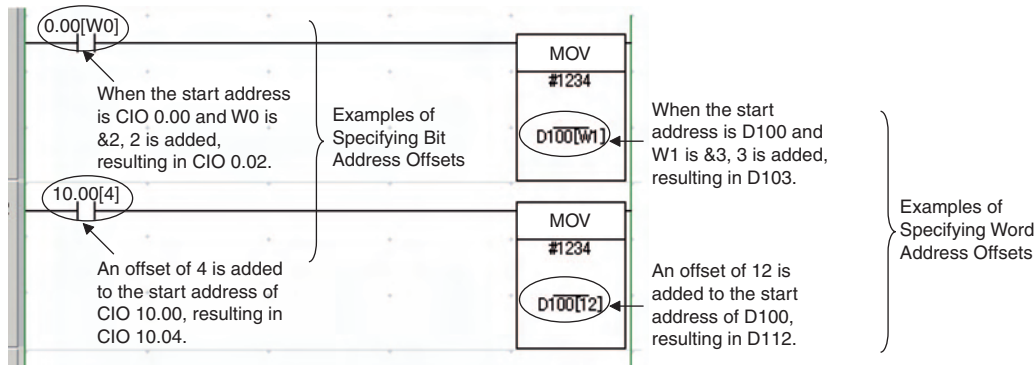 0.00[W0]
MOV
#1234
D100[W1]
When the start address
is CIO 0.00 and W0 is
&2, 2 is added,
resulting in CIO 0.02.
Examples of
Specifying Bit
Address Offsets
When the start
address is D100 and
W1 is &3, 3 is added,
resulting in D103.
10.00[4]
MOV
#1234
D100[12]
An offset of 4 is added
to the start address of
CIO 10.00, resulting in
CIO 10.04.
An offset of 12 is
added to the start
address of D100,
resulting in D112.
Examples of
Specifying Word
Address Offsets